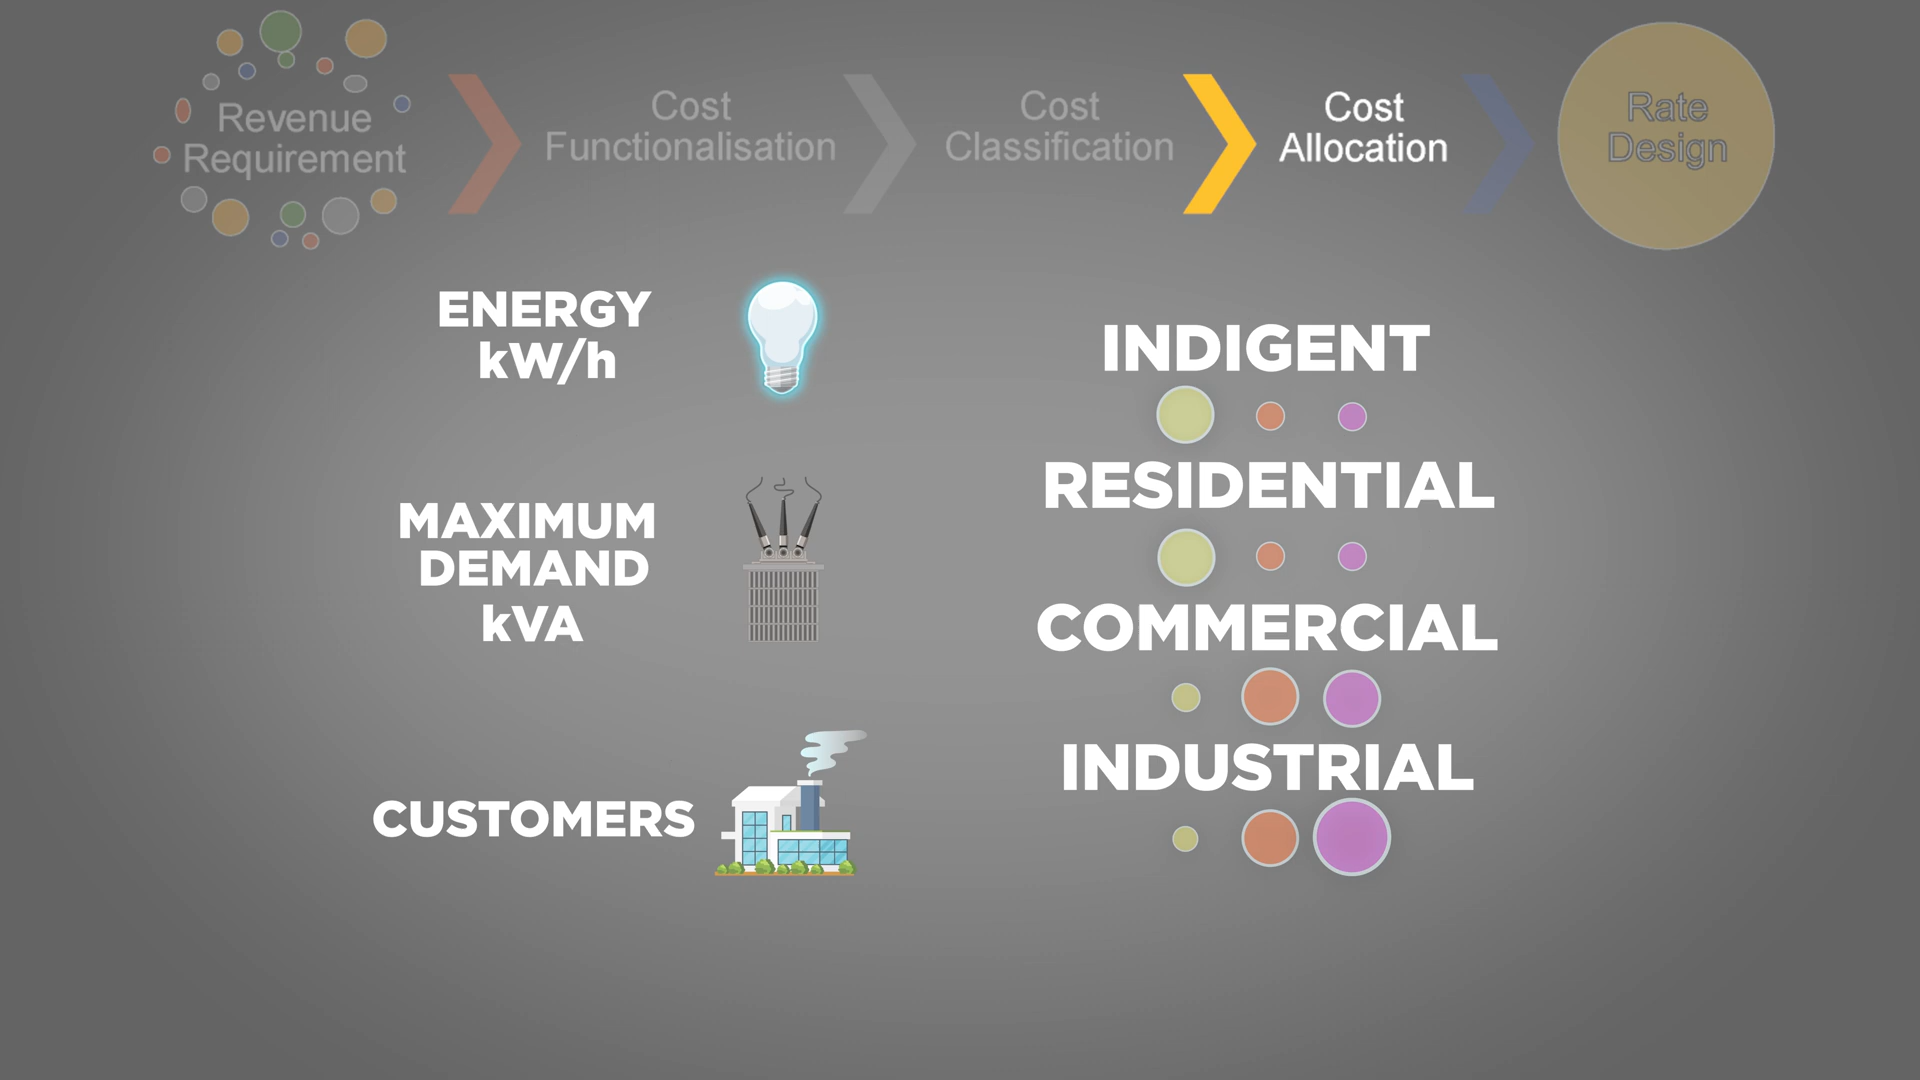 Revenue
Requirement
Cost
Functionalisation
Cost
Classification
Cost
Allocation
Rate
Design
ENERGY
kW/h
MAXIMUM
DEMAND
kVA
CUSTOMERS
INDIGENT
RESIDENTIAL
COMMERCIAL
INDUSTRIAL